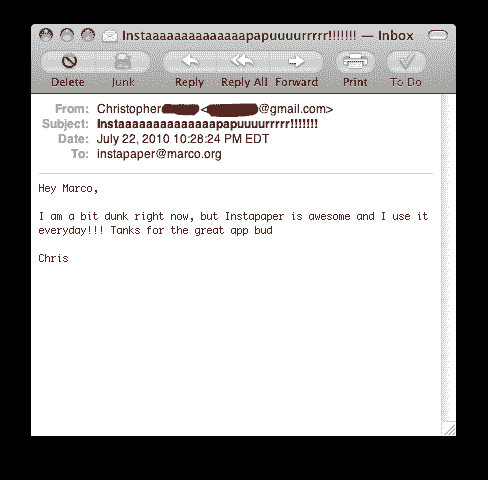 Instaaaaaaaaaaaaaapapuuuurrrrr!!!!!!! — Inbox
Delete Junk Reply Reply All Forward Print To Do
From: Christopher < @gmail.com>
Subject: Instaaaaaaaaaaaaaapapuuuurrrrr!!!!!!!
Date: July 22, 2010 10:28:24 PM EDT
To: instapaper@marco.org
Hey Marco,
I am a bit dunk right now, but Instapaper is awesome and I use it
everyday!!! Tanks for the great app bud
Chris